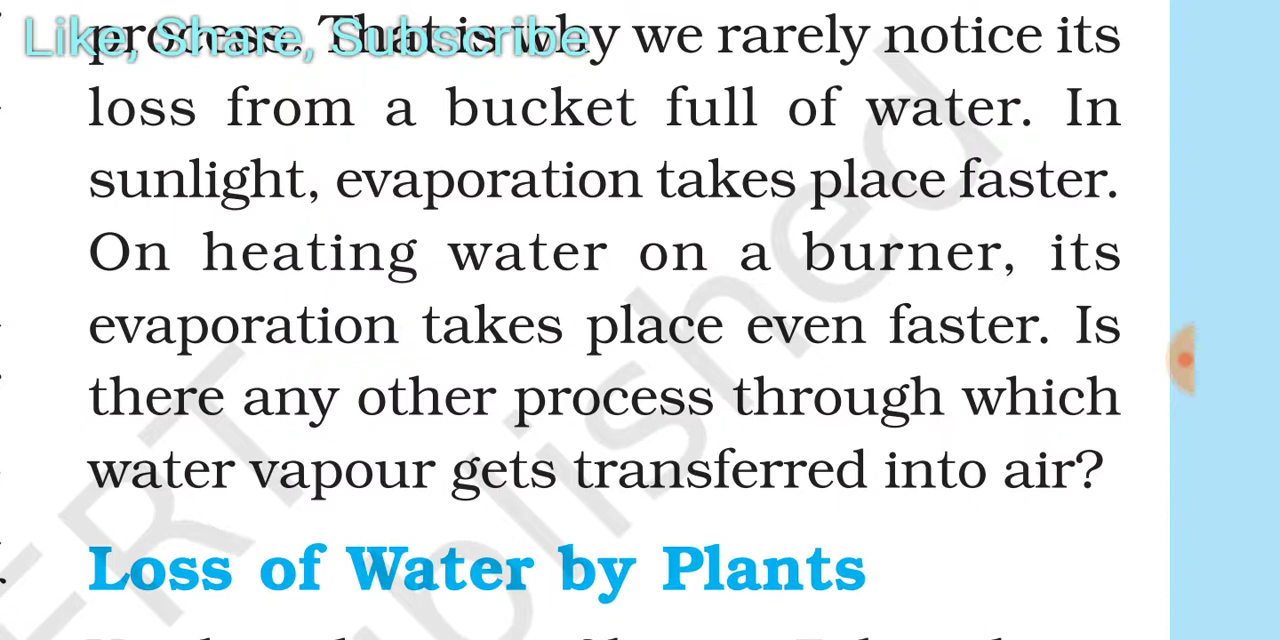 Like, Share, Subscribe
process. That is why we rarely notice its
loss from a bucket full of water. In
sunlight, evaporation takes place faster.
On heating water on a burner, its
evaporation takes place even faster. Is
there any other process through which
water vapour gets transferred into air?
Loss of Water by Plants